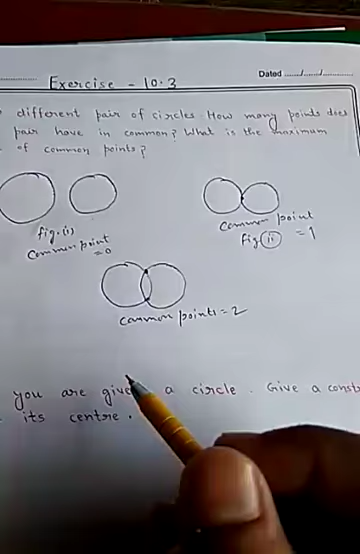 Exercise - 10.3
Dated ....../....../......
different pair of circles. How many points does
pair have in common? What is the maximum
of common points?
fig.(i)
common point
=0
common point
fig (ii) = 1
common points = 2
you are given a circle. Give a const
its centre.